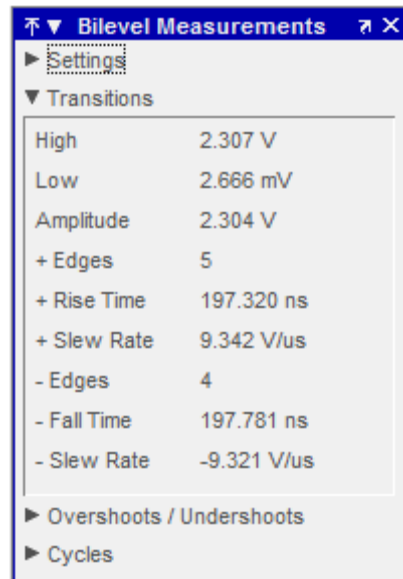 Bilevel Measurements
Settings
Transitions
High 2.307 V
Low 2.666 mV
Amplitude 2.304 V
+ Edges 5
+ Rise Time 197.320 ns
+ Slew Rate 9.342 V/us
- Edges 4
- Fall Time 197.781 ns
- Slew Rate -9.321 V/us
Overshoots / Undershoots
Cycles